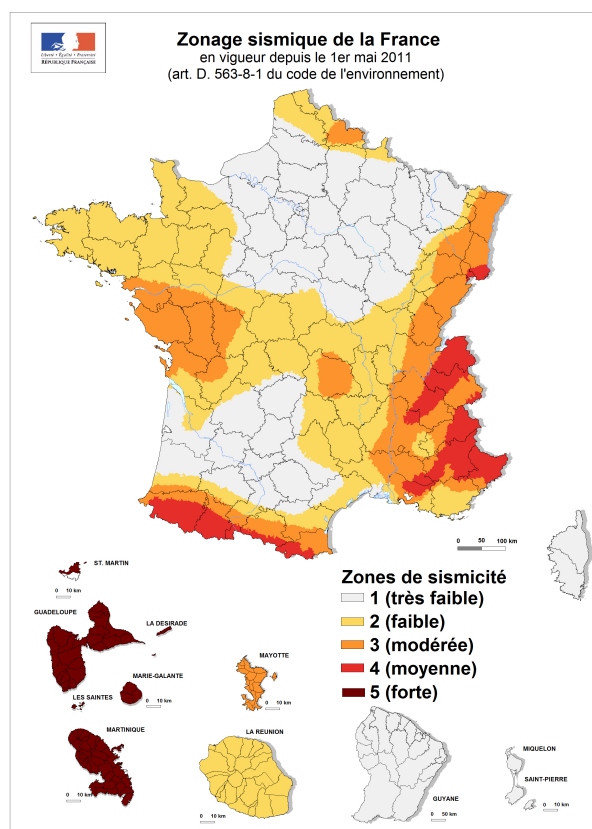 Liberté • Égalité • Fraternité
RÉPUBLIQUE FRANÇAISE
Zonage sismique de la France
en vigueur depuis le 1er mai 2011
(art. D. 563-8-1 du code de l'environnement)
0 50 100 km
Zones de sismicité
1 (très faible)
2 (faible)
3 (modérée)
4 (moyenne)
5 (forte)
ST. MARTIN
0 10 km
GUADELOUPE
LA DESIRADE
0 10 km
MARIE-GALANTE
LES SAINTES
0 10 km
MAYOTTE
0 10 km
MARTINIQUE
0 10 km
LA REUNION
0 10 km
GUYANE
0 50 km
MIQUELON
SAINT-PIERRE
0 10 km